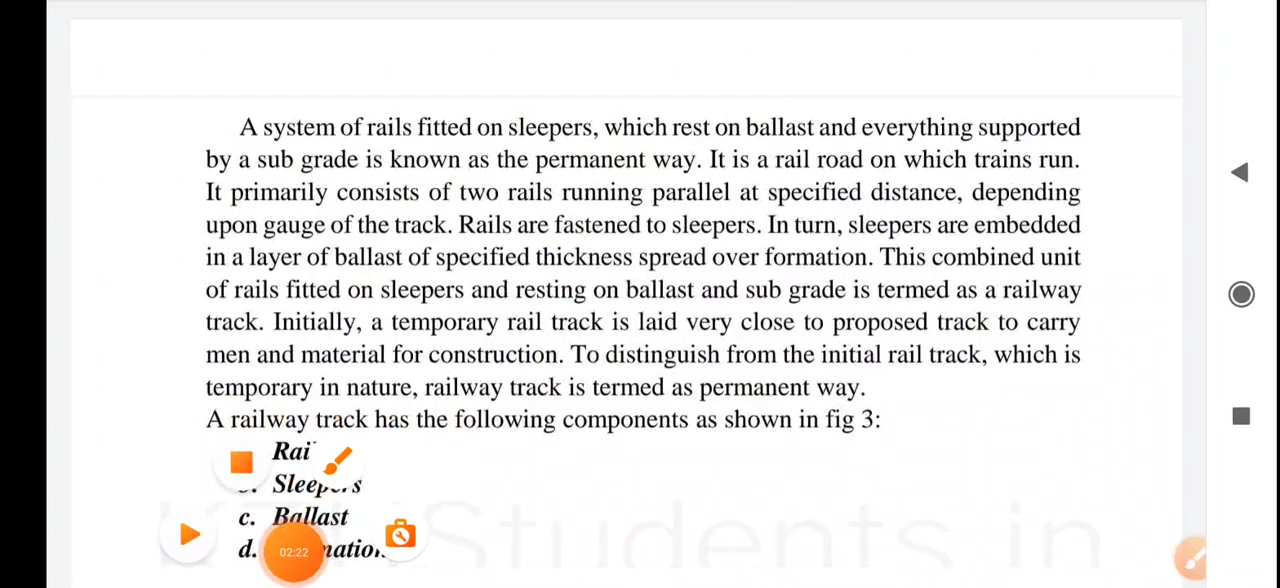 A system of rails fitted on sleepers, which rest on ballast and everything supported
by a sub grade is known as the permanent way. It is a rail road on which trains run.
It primarily consists of two rails running parallel at specified distance, depending
upon gauge of the track. Rails are fastened to sleepers. In turn, sleepers are embedded
in a layer of ballast of specified thickness spread over formation. This combined unit
of rails fitted on sleepers and resting on ballast and sub grade is termed as a railway
track. Initially, a temporary rail track is laid very close to proposed track to carry
men and material for construction. To distinguish from the initial rail track, which is
temporary in nature, railway track is termed as permanent way.
A railway track has the following components as shown in fig 3:
Sleepers
c. Ballast
d.
02:22
Students in